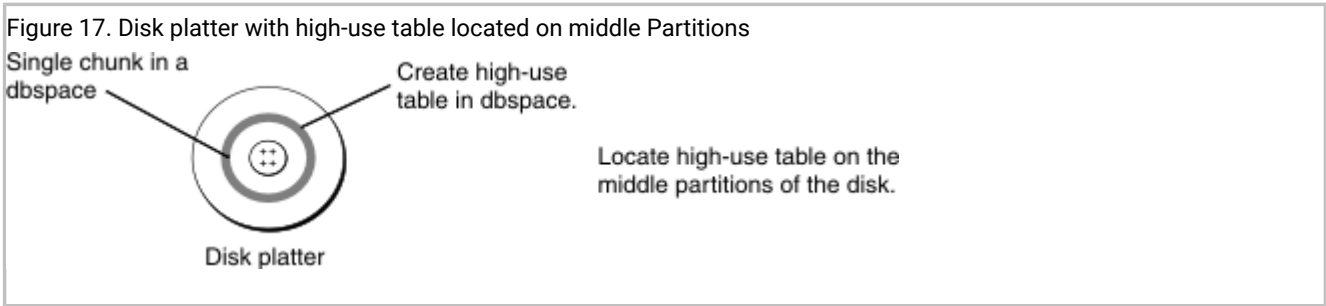 Figure 17. Disk platter with high-use table located on middle Partitions
Single chunk in a
dbspace
Create high-use
table in dbspace.
Locate high-use table on the
middle partitions of the disk.
Disk platter